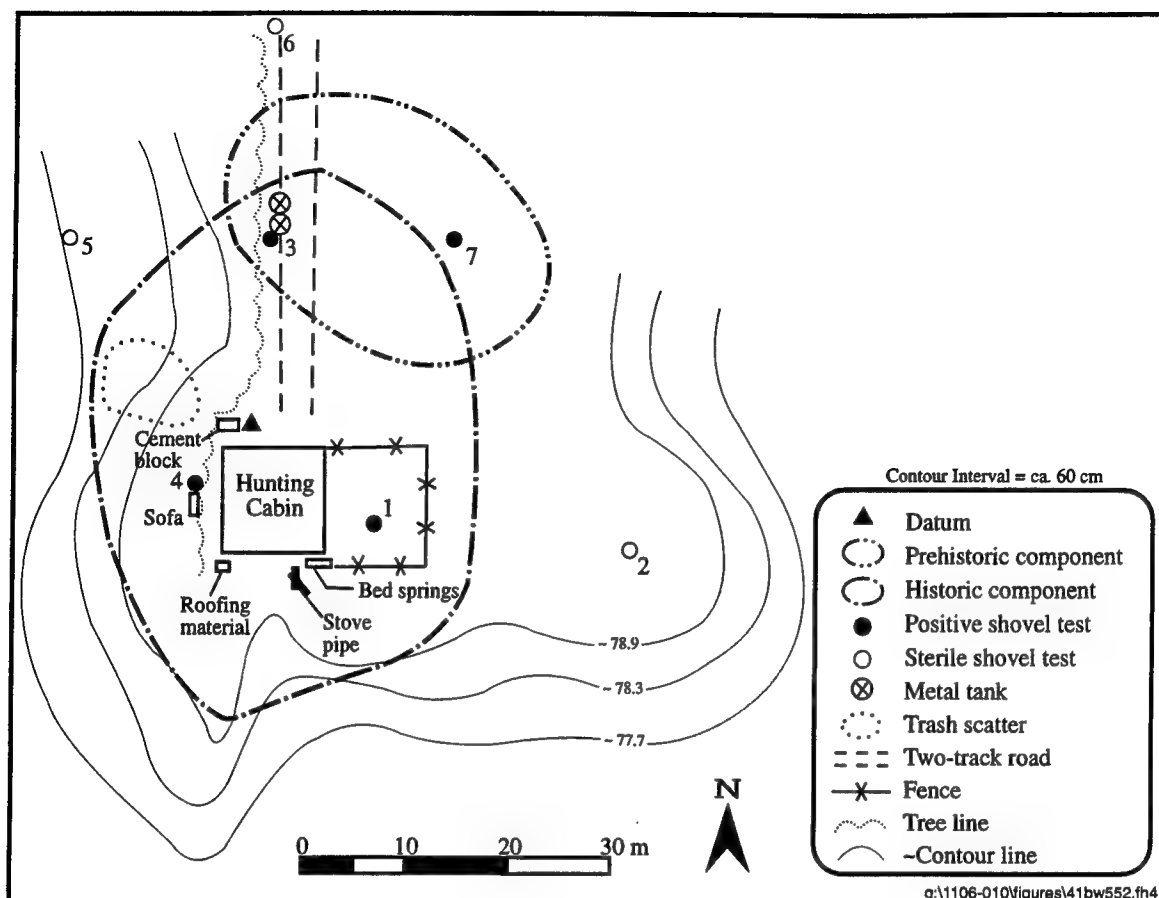 6
5
3
7
Cement
block
4
Hunting
Cabin
1
Sofa
2
Bed springs
Roofing
material
Stove
pipe
~78.9
~78.3
~77.7
N
0 10 20 30 m
Contour Interval = ca. 60 cm
Datum
Prehistoric component
Historic component
Positive shovel test
Sterile shovel test
Metal tank
Trash scatter
Two-track road
Fence
Tree line
~Contour line
g:\1106-010\figures\41bw552.fh4